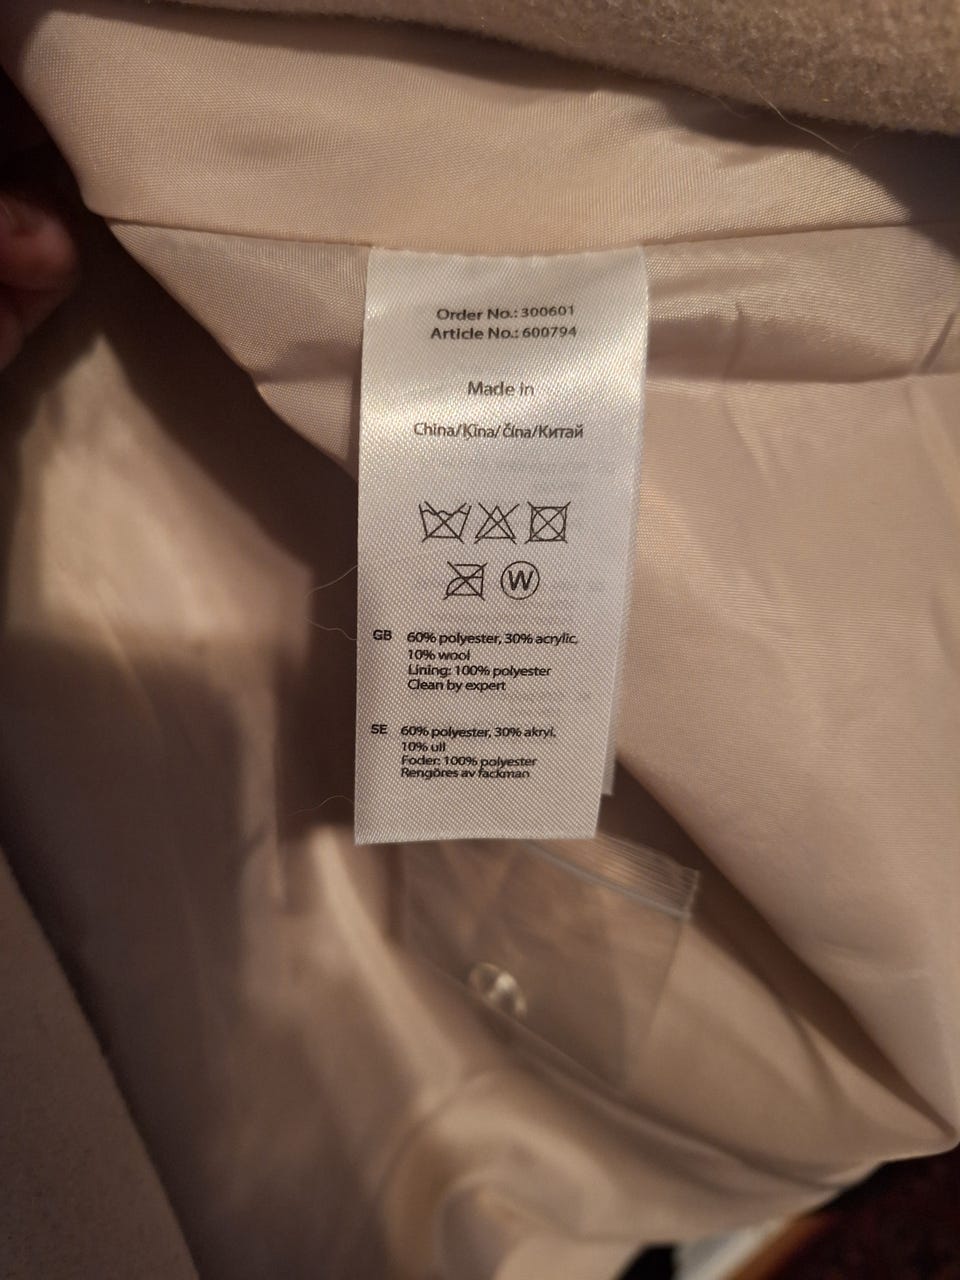 Order No.: 300601
Article No.: 600794
Made in
China/Ķīna/Čína/Китай
W
GB 60% polyester, 30% acrylic,
10% wool
Lining: 100% polyester
Clean by expert
SE 60% polyester, 30% akryl,
10% ull
Foder: 100% polyester
Rengöres av fackman